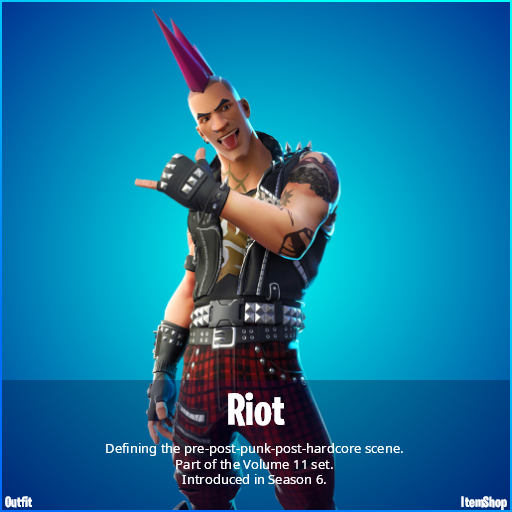 Riot
Defining the pre-post-punk-post-hardcore scene.
Part of the Volume 11 set.
Introduced in Season 6.
Outfit
ItemShop